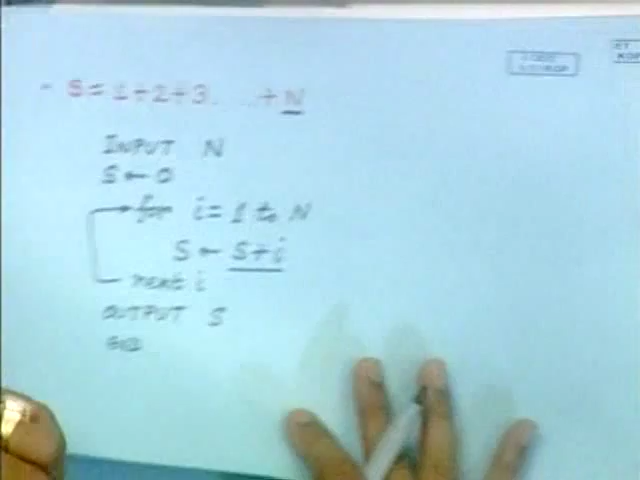 - S = 1 + 2 + 3 . . . . + N
INPUT N
S ← 0
for i = 1 to N
S ← S + i
next i
OUTPUT S
END